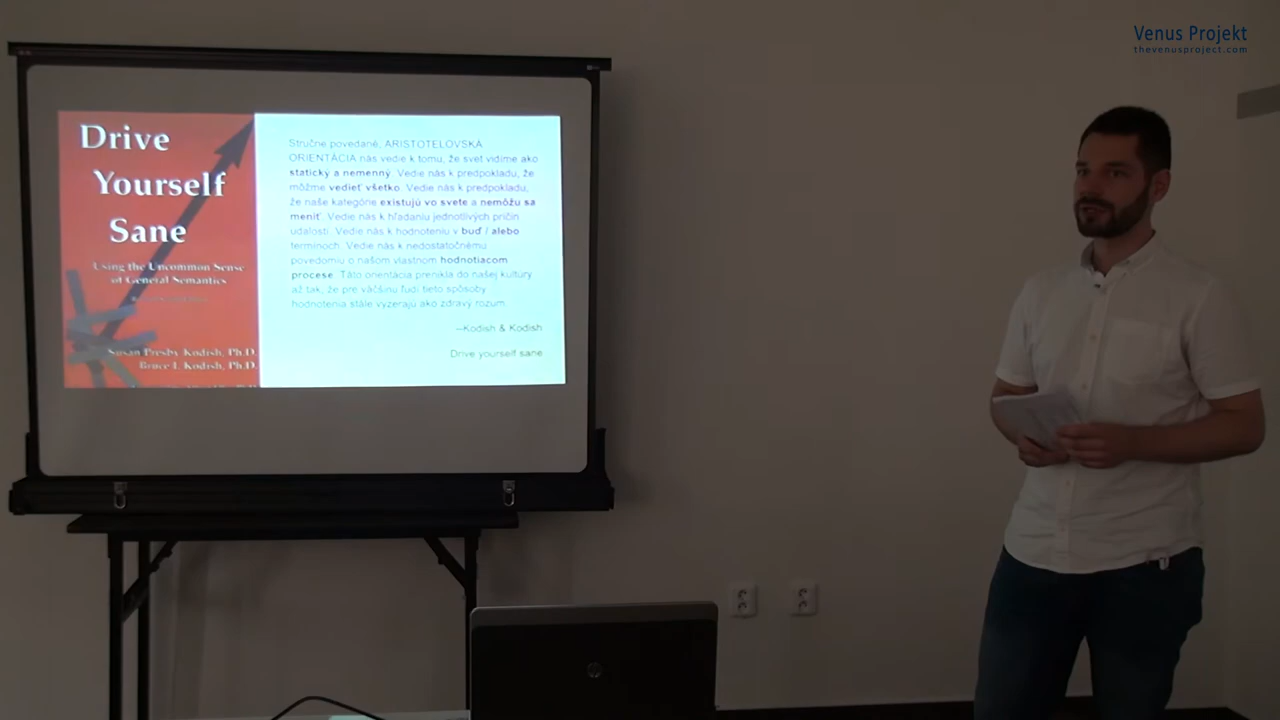 Venus Projekt
thevenusproject.com
Drive
Yourself
Sane
Using the Uncommon Sense
of General Semantics
Susan Presby Kodish, Ph.D.
Bruce I. Kodish, Ph.D.
Stručne povedané, ARISTOTELOVSKÁ
ORIENTÁCIA nás vedie k tomu, že svet vidíme ako
statický a nemenný. Vedie nás k predpokladu, že
môžme vedieť všetko. Vedie nás k predpokladu,
že naše kategórie existujú vo svete a nemôžu sa
meniť. Vedie nás k hľadaniu jednotlivých príčin
udalostí. Vedie nás k hodnoteniu v buď / alebo
termínoch. Vedie nás k nedostatočnému
povedomiu o našom vlastnom hodnotiacom
procese. Táto orientácia prenikla do našej kultúry
až tak, že pre väčšinu ľudí tieto spôsoby
hodnotenia stále vyzerajú ako zdravý rozum.
--Kodish & Kodish
Drive yourself sane